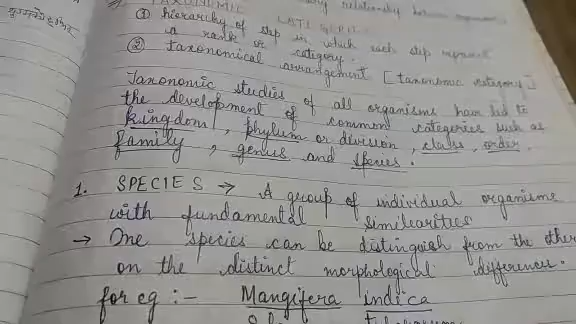 relationship between
TAXONOMIC CATEGORIES
① hierarchy of step in which each step represent
a rank or category.
② taxonomical arrangement [taxonomic category]
Taxonomic studies of all organisms have led to
the development of common categories such as
kingdom, phylum or division, class, order,
family, genus and species.
1. SPECIES → A group of individual organisms
with fundamental similarities
→ One species can be distinguish from the other
on the distinct morphological differences.
for eg :- Mangifera indica